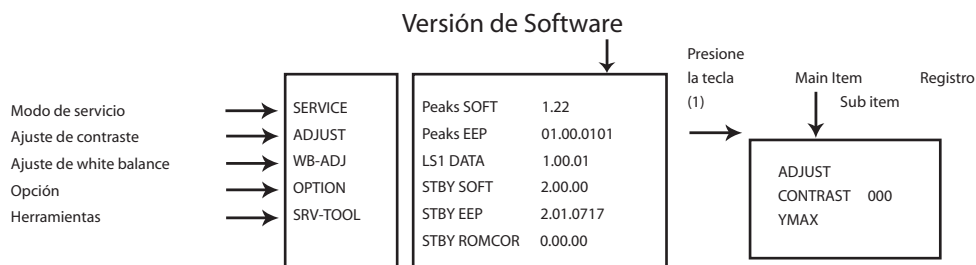 Versión de Software
Presione
la tecla
(1)
Main Item
Registro
Sub item
Modo de servicio
Ajuste de contraste
Ajuste de white balance
Opción
Herramientas
SERVICE
ADJUST
WB-ADJ
OPTION
SRV-TOOL
Peaks SOFT 1.22
Peaks EEP 01.00.0101
LS1 DATA 1.00.01
STBY SOFT 2.00.00
STBY EEP 2.01.0717
STBY ROMCOR 0.00.00
ADJUST
CONTRAST 000
YMAX